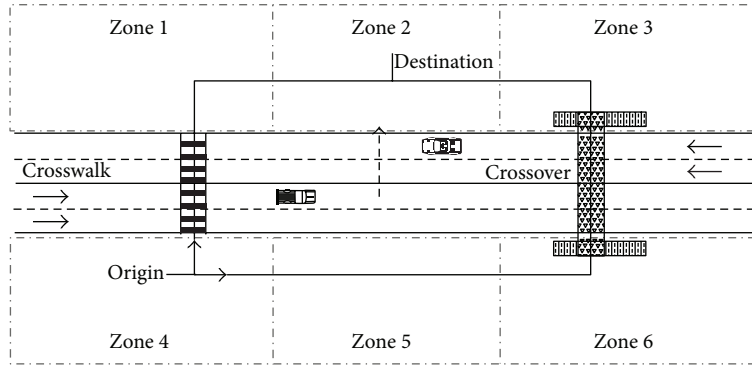 Zone 1
Zone 2
Zone 3
Destination
Crosswalk
Crossover
Origin
Zone 4
Zone 5
Zone 6